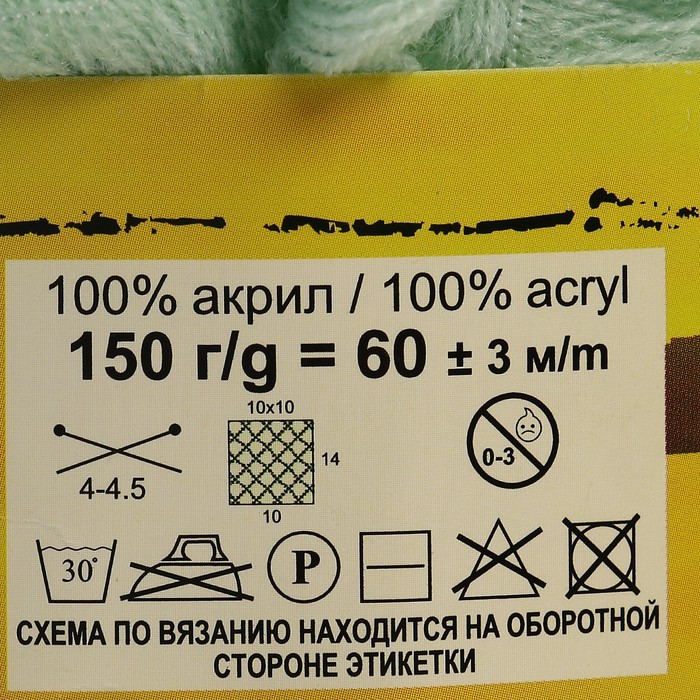 100% акрил / 100% acryl
150 г/g = 60 ± 3 м/m
10x10
14
0-3
4-4.5
10
30°
P
СХЕМА ПО ВЯЗАНИЮ НАХОДИТСЯ НА ОБОРОТНОЙ
СТОРОНЕ ЭТИКЕТКИ